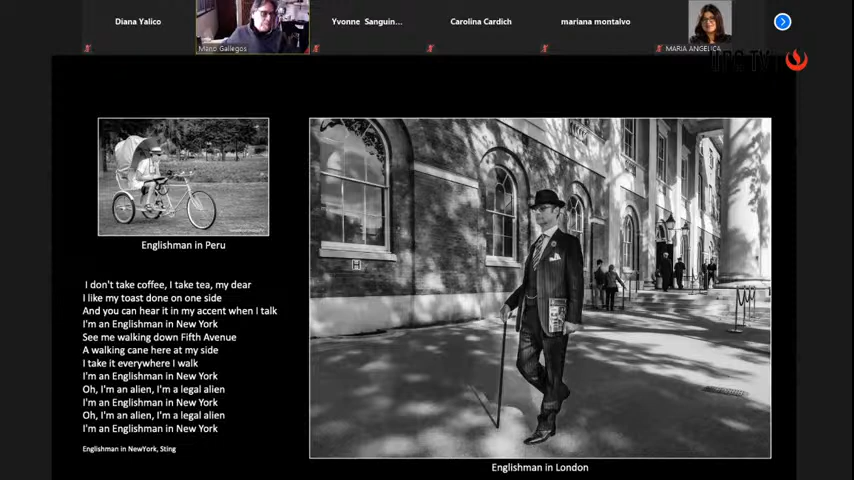 Diana Yalico
Mario Gallegos
Yvonne Sanguin...
Carolina Cardich
mariana montalvo
MARIA ANGELICA
UPC TV
Englishman in Peru
I don't take coffee, I take tea, my dear
I like my toast done on one side
And you can hear it in my accent when I talk
I'm an Englishman in New York
See me walking down Fifth Avenue
A walking cane here at my side
I take it everywhere I walk
I'm an Englishman in New York
Oh, I'm an alien, I'm a legal alien
I'm an Englishman in New York
Oh, I'm an alien, I'm a legal alien
I'm an Englishman in New York
Englishman in NewYork, Sting
Englishman in London